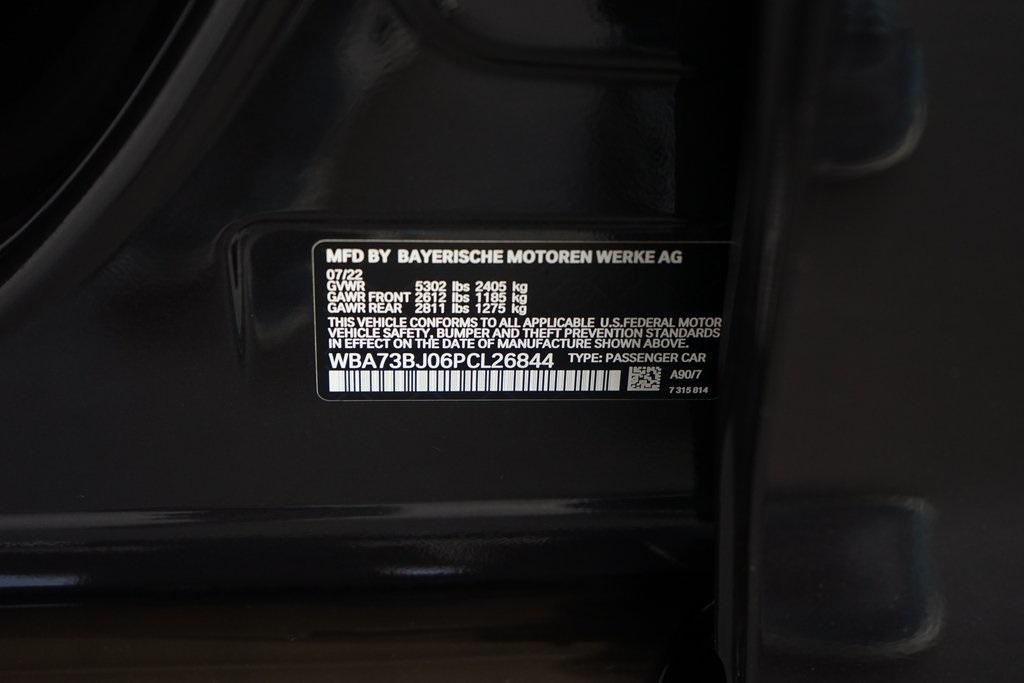 MFD BY BAYERISCHE MOTOREN WERKE AG
07/22
GVWR 5302 lbs 2405 kg
GAWR FRONT 2612 lbs 1185 kg
GAWR REAR 2811 lbs 1275 kg
THIS VEHICLE CONFORMS TO ALL APPLICABLE U.S.FEDERAL MOTOR
VEHICLE SAFETY, BUMPER AND THEFT PREVENTION STANDARDS
IN EFFECT ON THE DATE OF MANUFACTURE SHOWN ABOVE.
WBA73BJ06PCL26844 TYPE: PASSENGER CAR
A90/7
7 315 814